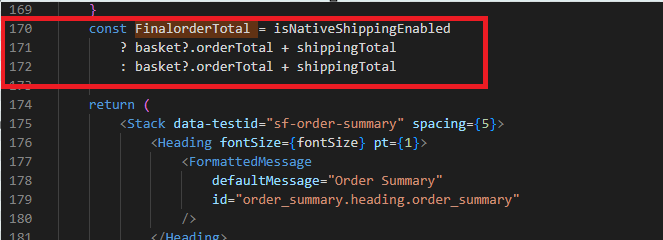 169 }
170 const FinalorderTotal = isNativeShippingEnabled
171 ? basket?.orderTotal + shippingTotal
172 : basket?.orderTotal + shippingTotal
174 return (
175 <Stack data-testid="sf-order-summary" spacing={5}>
176 <Heading fontSize={fontSize} pt={1}>
177 <FormattedMessage
178 defaultMessage="Order Summary"
179 id="order_summary.heading.order_summary"
180 />
181 </Heading>